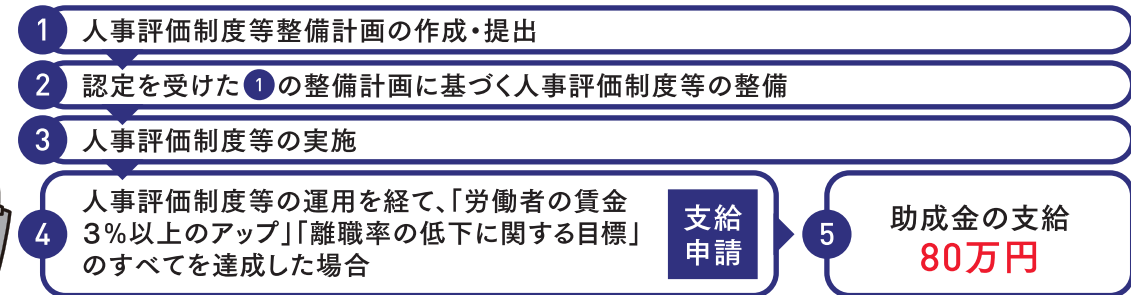 1 人事評価制度等整備計画の作成・提出
2 認定を受けた1の整備計画に基づく人事評価制度等の整備
3 人事評価制度等の実施
4 人事評価制度等の運用を経て、「労働者の賃金
3%以上のアップ」「離職率の低下に関する目標」
のすべてを達成した場合
支給
申請
5 助成金の支給
80万円